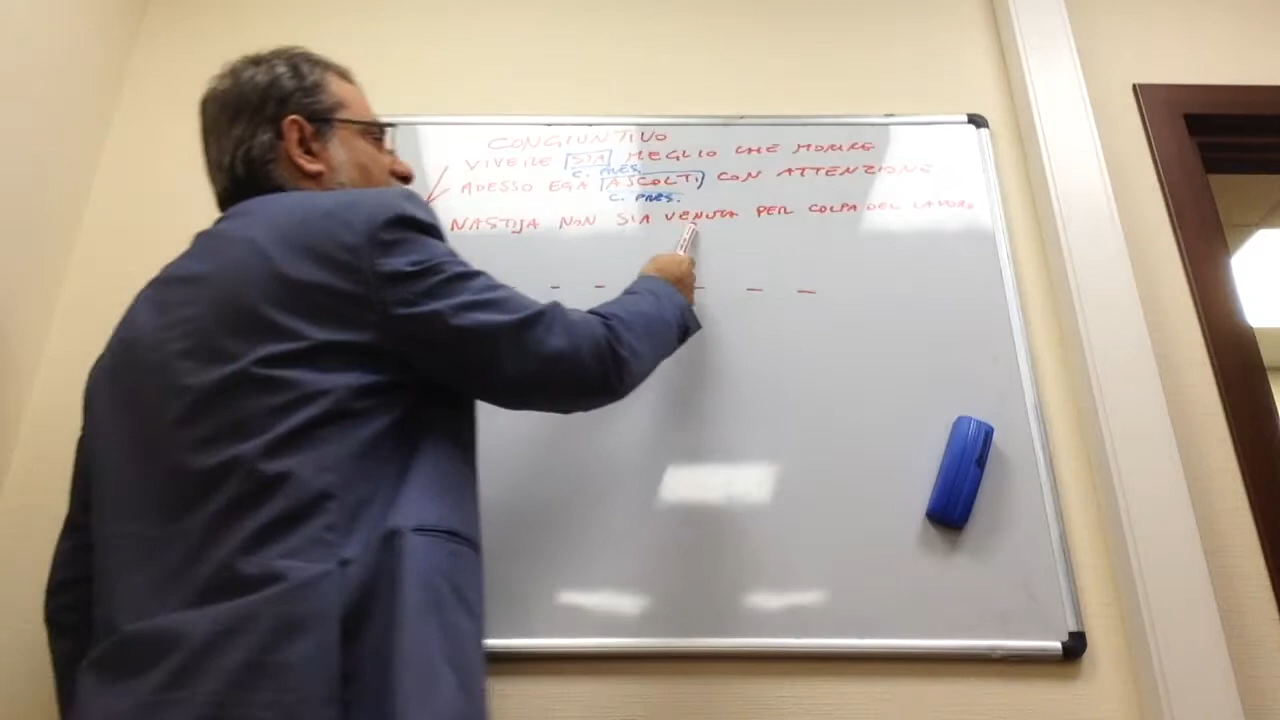 CONGIUNTIVO
VIVERE SIA MEGLIO CHE MORIRE
C. PRES.
ADESSO EGA ASCOLTI CON ATTENZIONE
C. PRES.
NASTIJA NON SIA VENUTA PER COLPA DEL LAVORO
- - - - - -